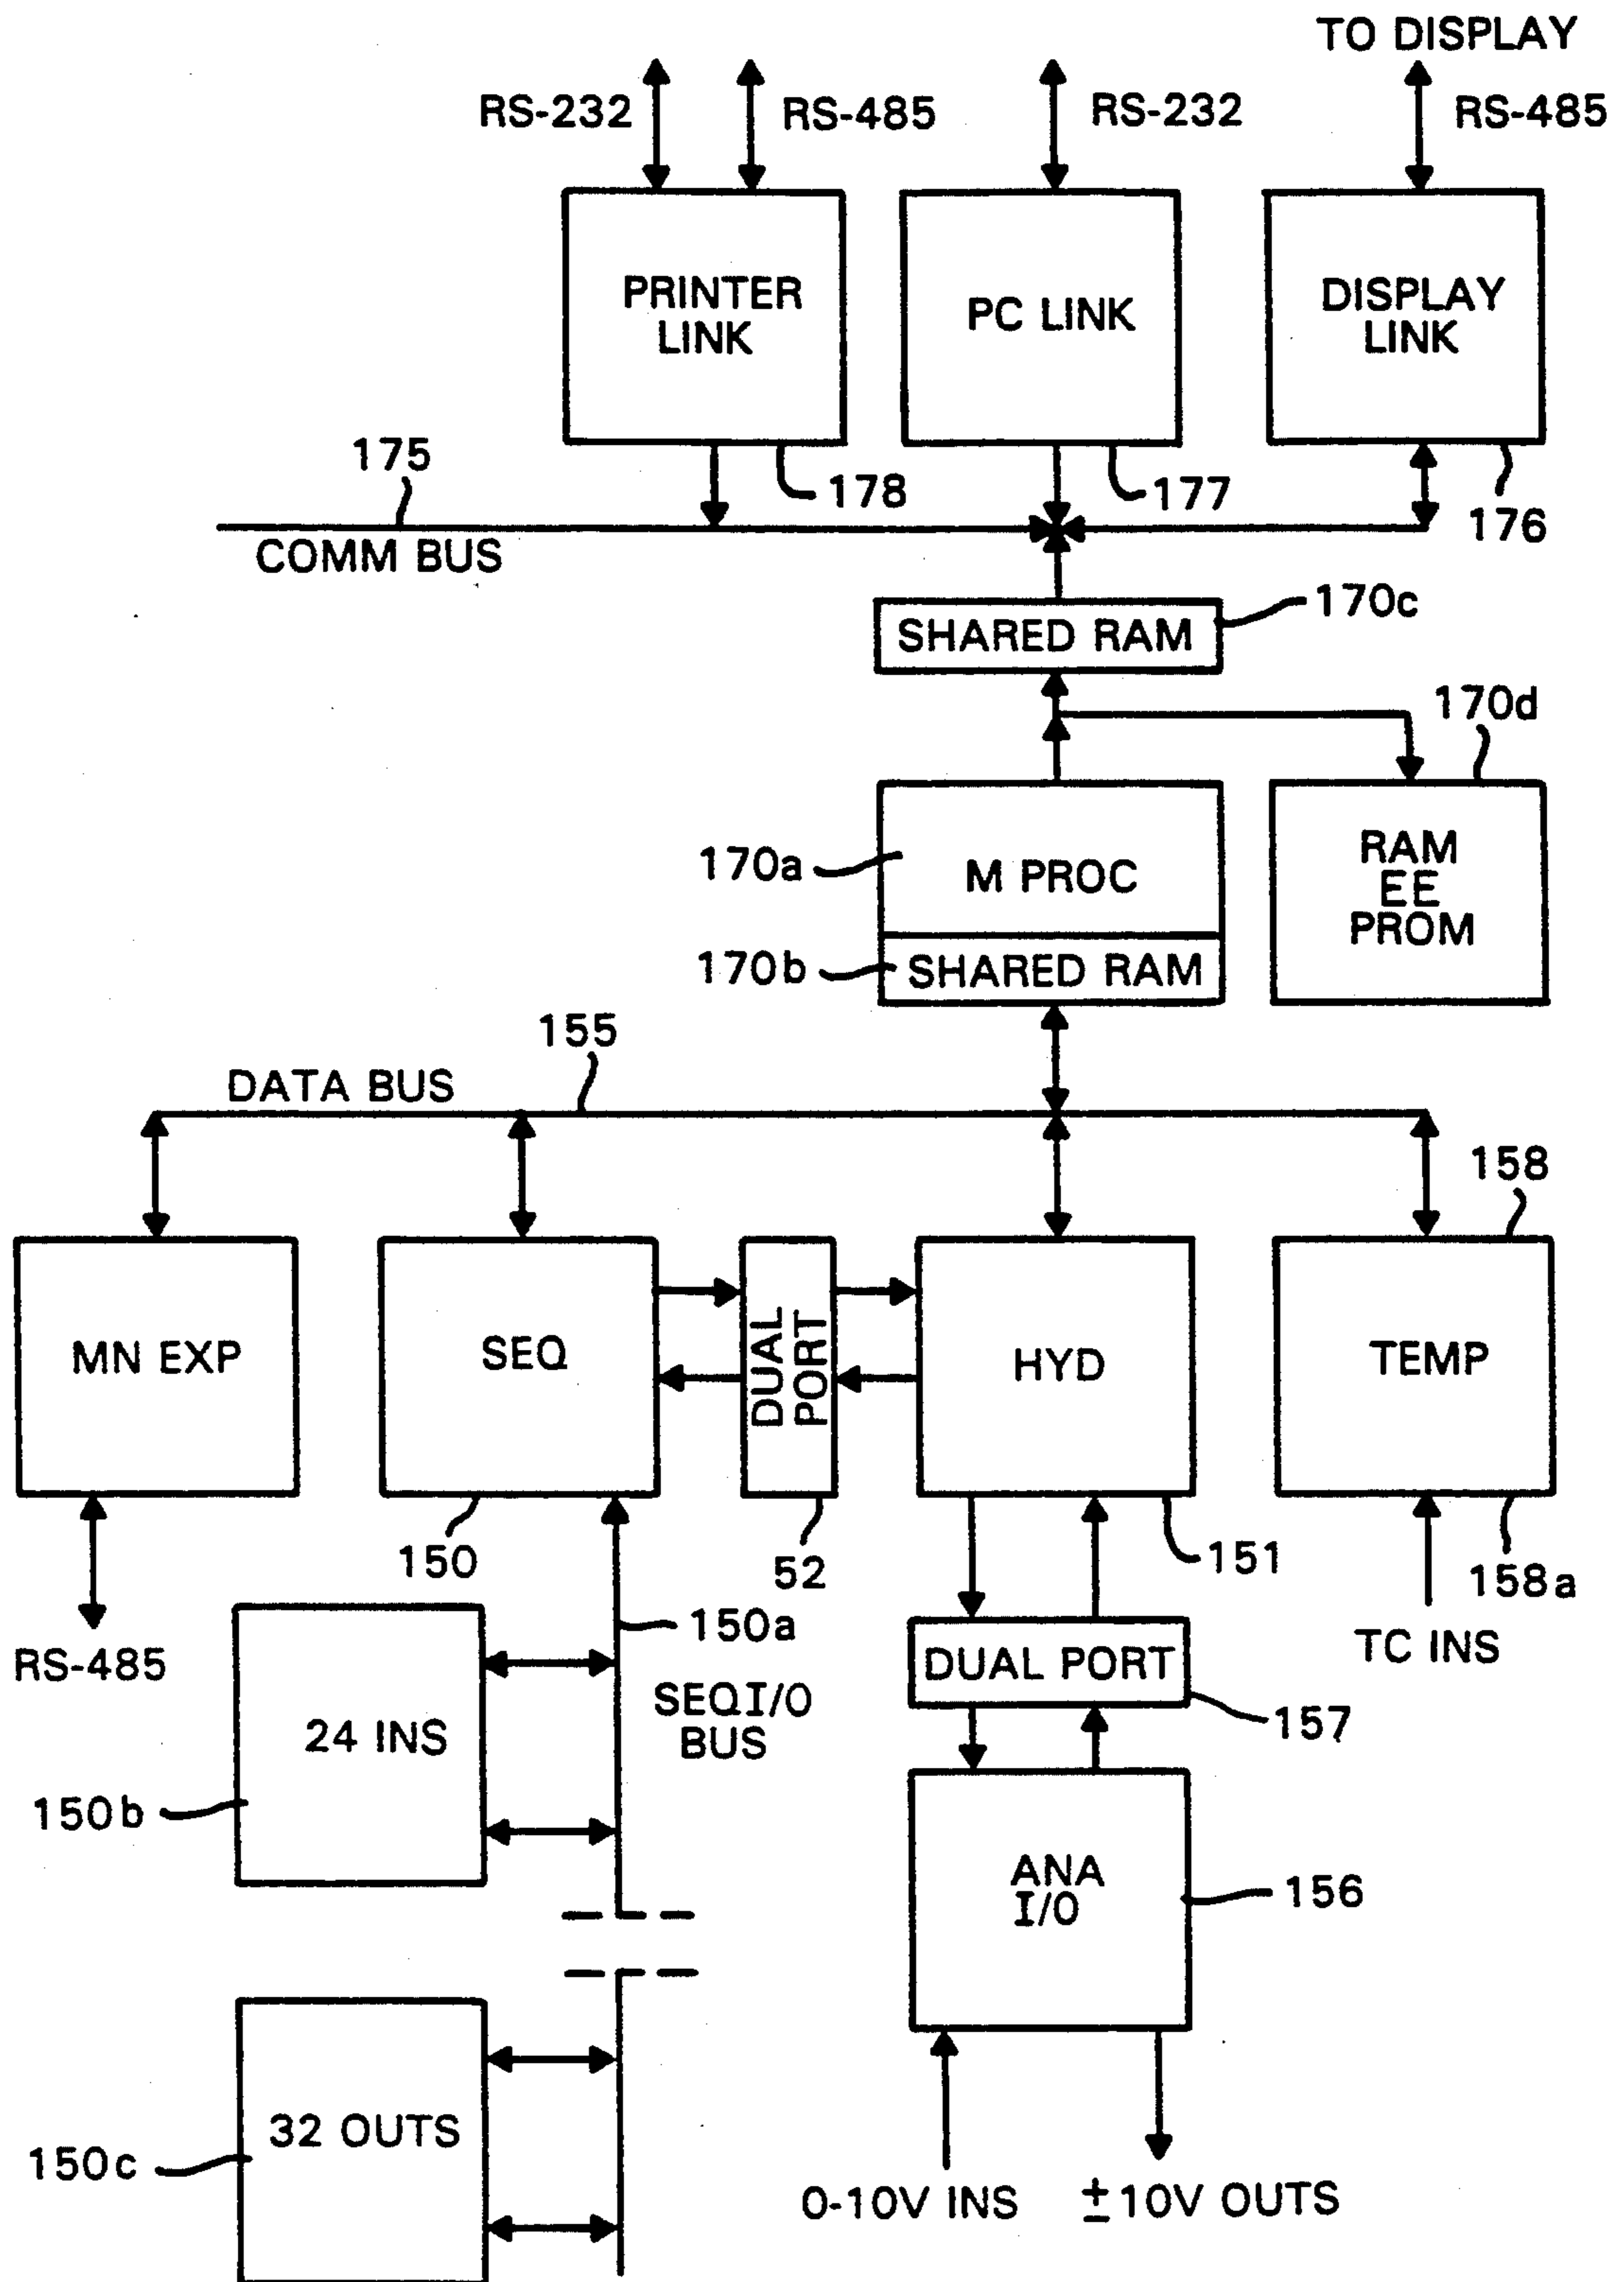 TO DISPLAY
RS-232
RS-485
RS-232
RS-485
PRINTER
LINK
PC LINK
DISPLAY
LINK
175
178
177
176
COMM BUS
170c
SHARED RAM
170d
170a
M PROC
RAM
EE
PROM
170b
SHARED RAM
155
DATA BUS
158
MN EXP
SEQ
DUAL
PORT
HYD
TEMP
150
52
151
158a
RS-485
150a
SEQI/O
BUS
DUAL PORT
TC INS
157
24 INS
150b
ANA
I/O
156
32 OUTS
150c
0-10V INS
±10V OUTS